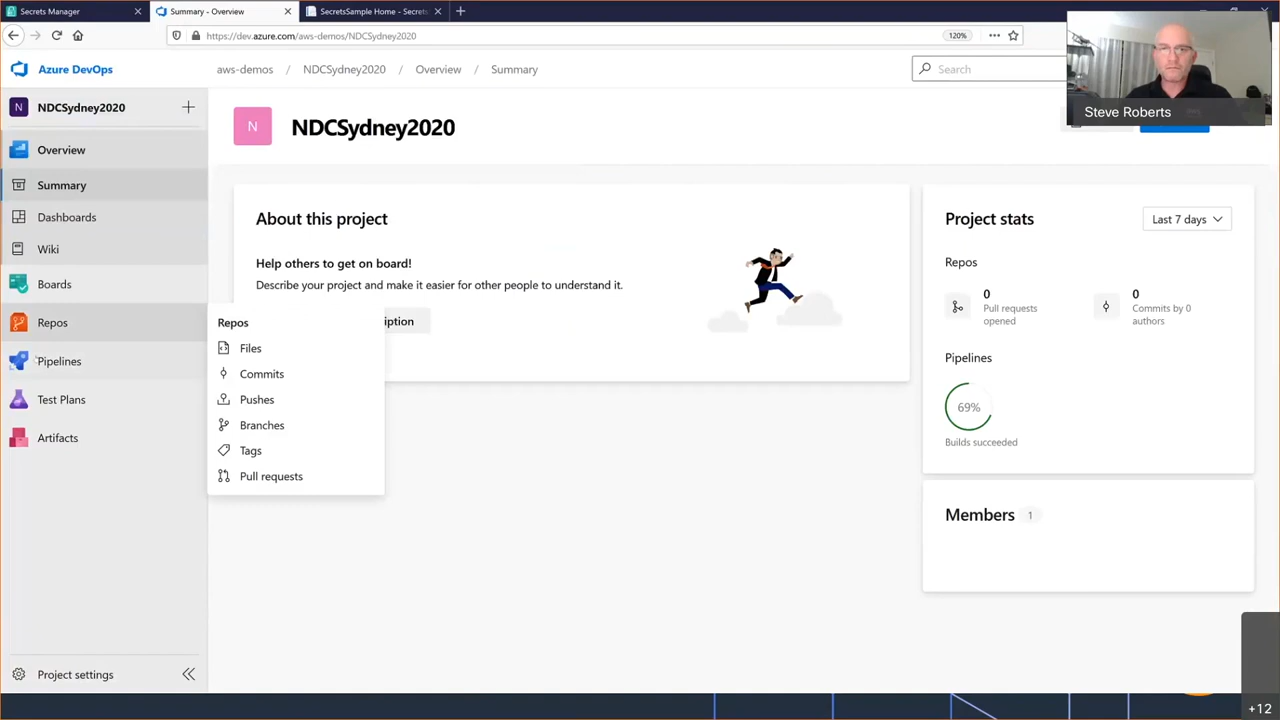 Secrets Manager
Summary - Overview
SecretsSample Home - Secrets
https://dev.azure.com/aws-demos/NDCSydney2020
120%
Azure DevOps
aws-demos / NDCSydney2020 / Overview / Summary
Search
Steve Roberts
N
NDCSydney2020
Overview
Summary
Dashboards
Wiki
Boards
Repos
Pipelines
Test Plans
Artifacts
Project settings
Repos
Files
Commits
Pushes
Branches
Tags
Pull requests
N
NDCSydney2020
About this project
Help others to get on board!
Describe your project and make it easier for other people to understand it.
iption
Project stats
Last 7 days
Repos
0
Pull requests
opened
0
Commits by 0
authors
Pipelines
69%
Builds succeeded
Members 1
+12